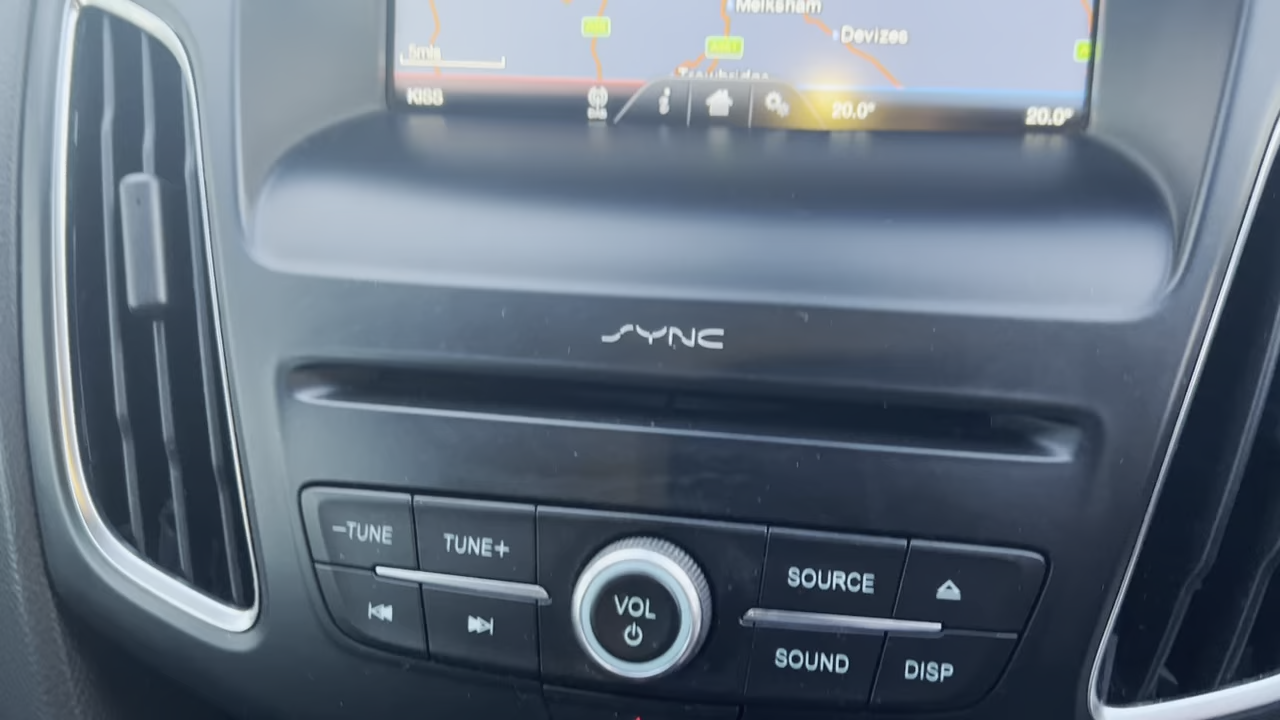 Melksham
Devizes
5mls
Trowbridge
KISS
20.0°
20.0°
SYNC
−TUNE
TUNE+
VOL
SOURCE
SOUND
DISP